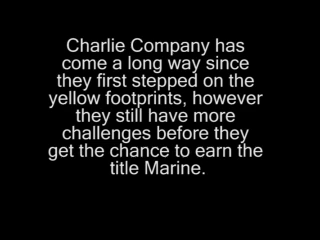 Charlie Company has
come a long way since
they first stepped on the
yellow footprints, however
they still have more
challenges before they
get the chance to earn the
title Marine.